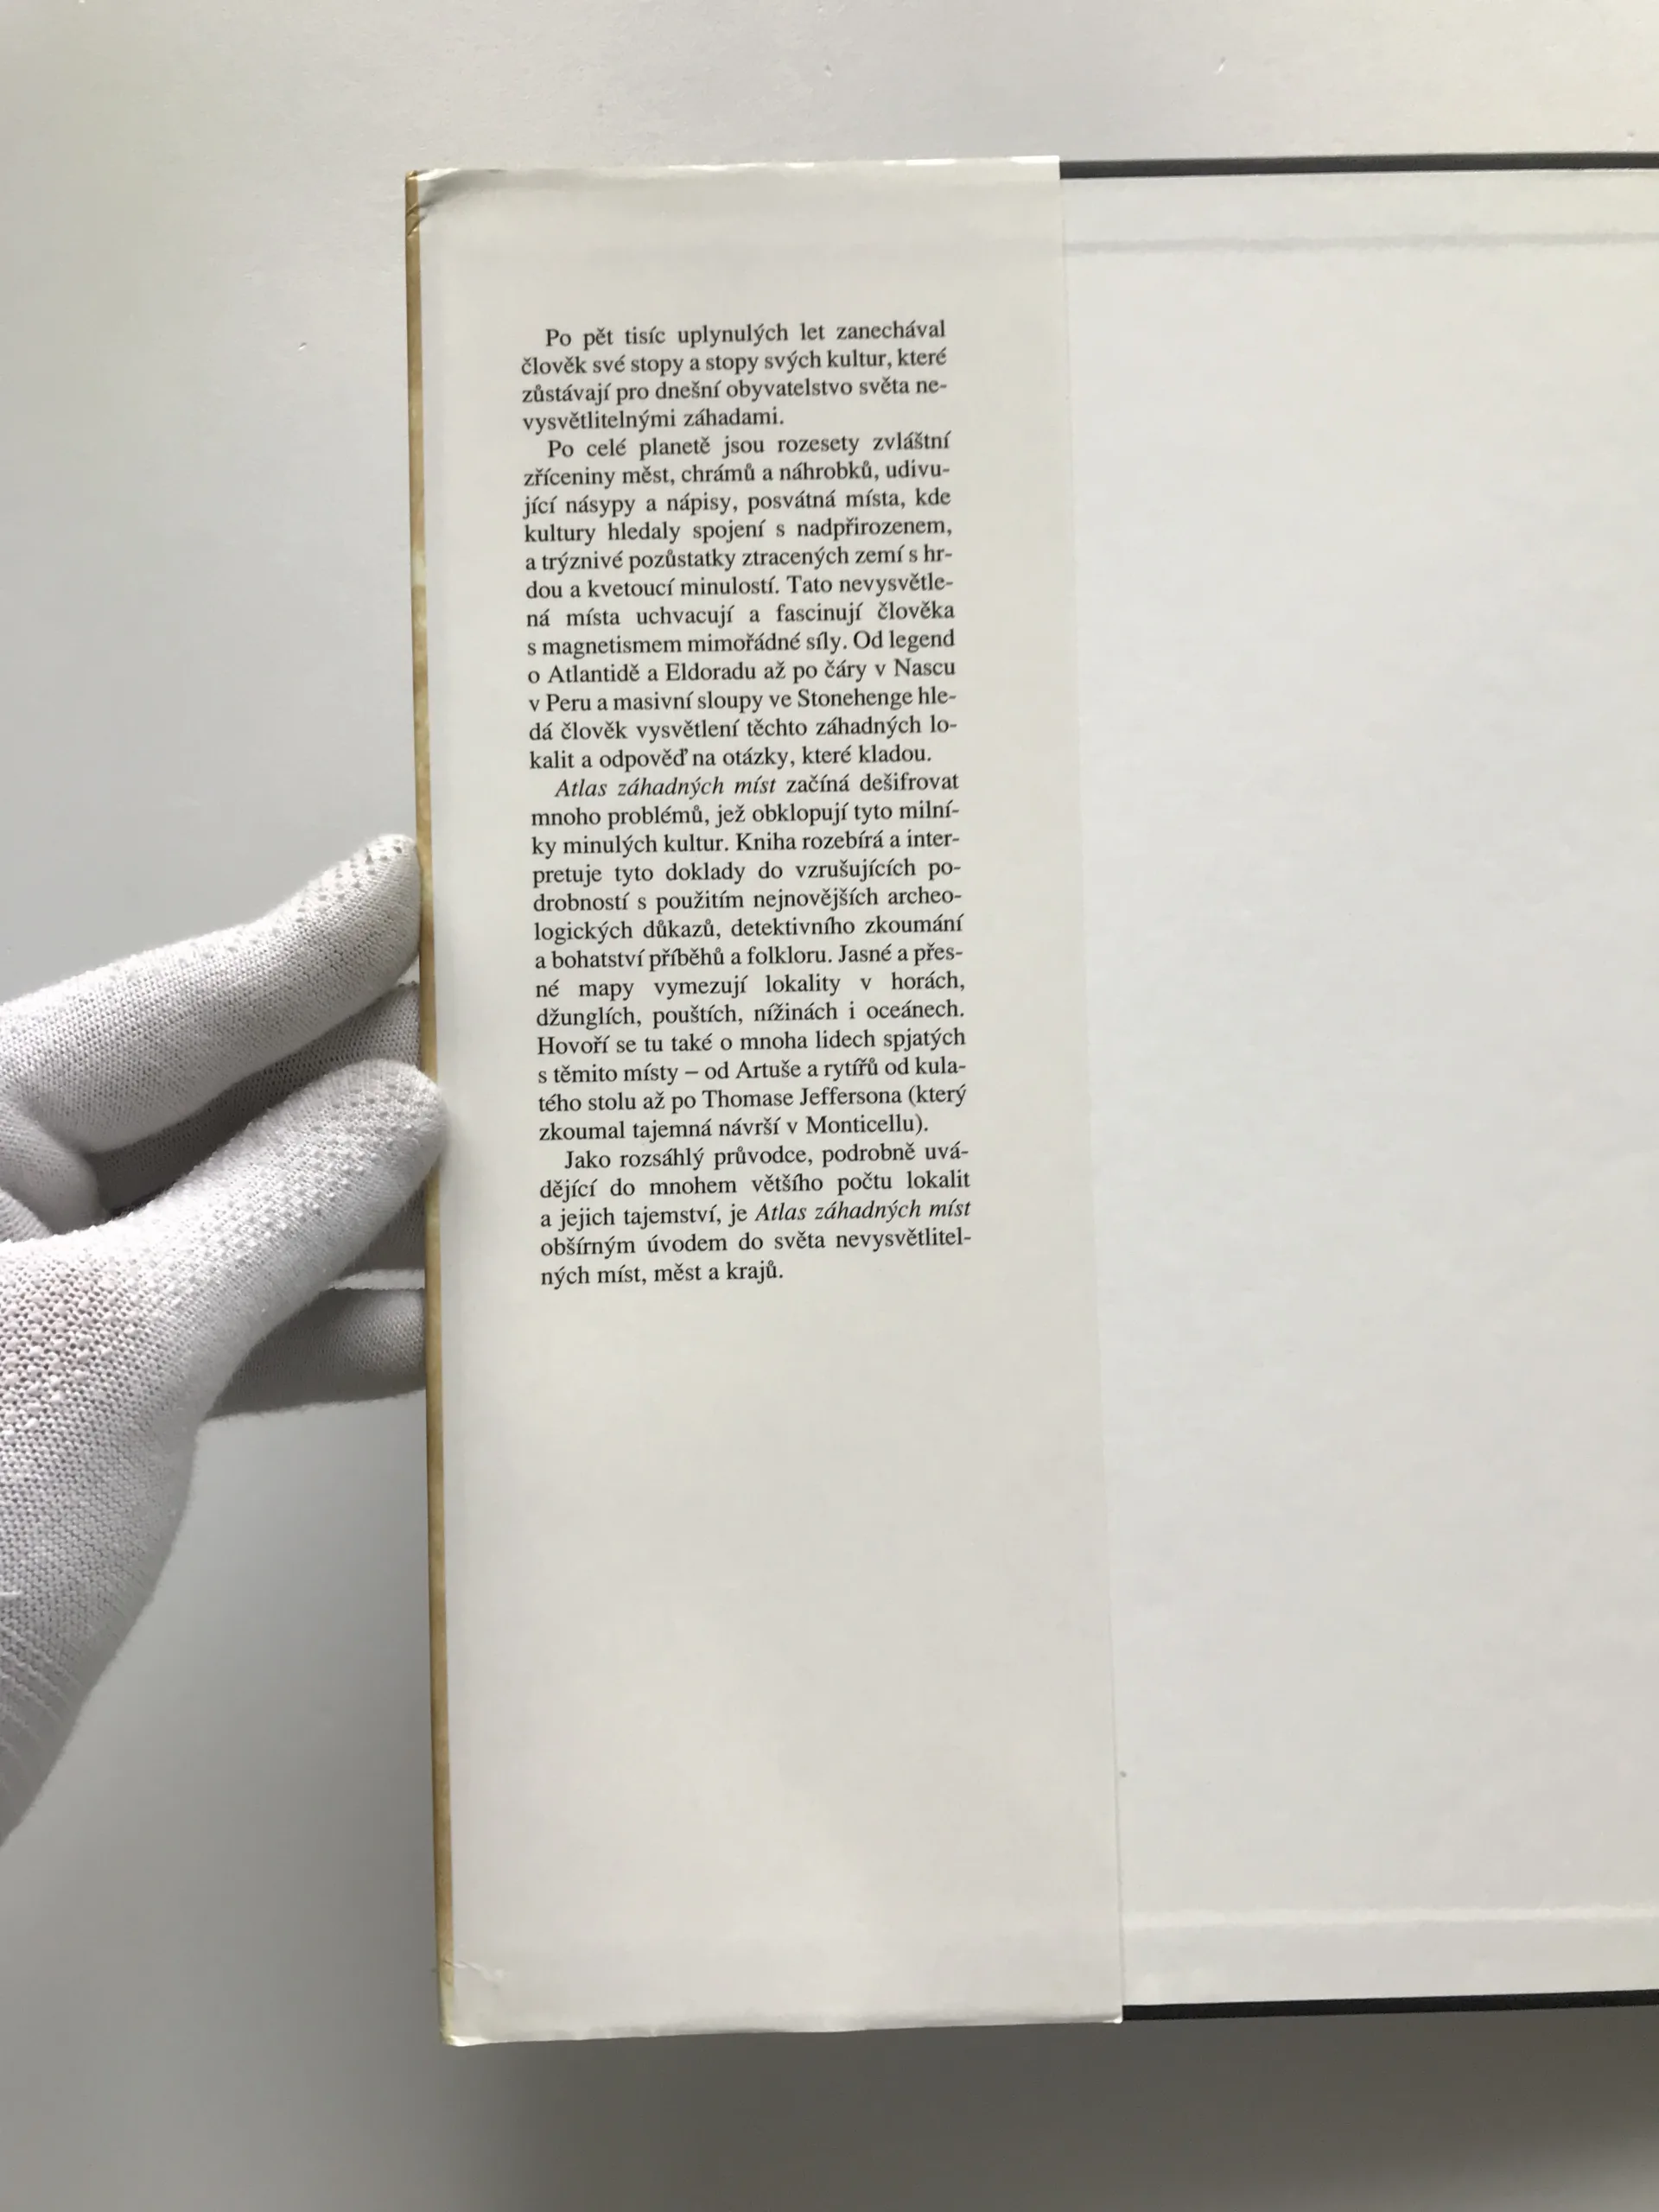 Po pět tisíc uplynulých let zanechával
člověk své stopy a stopy svých kultur, které
zůstávají pro dnešní obyvatelstvo světa ne-
vysvětlitelnými záhadami.
Po celé planetě jsou rozesety zvláštní
zříceniny měst, chrámů a náhrobků, udivu-
jící násypy a nápisy, posvátná místa, kde
kultury hledaly spojení s nadpřirozenem,
a trýznivé pozůstatky ztracených zemí s hr-
dou a kvetoucí minulostí. Tato nevysvětle-
ná místa uchvacují a fascinují člověka
s magnetismem mimořádné síly. Od legend
o Atlantidě a Eldoradu až po čáry v Nascu
v Peru a masivní sloupy ve Stonehenge hle-
dá člověk vysvětlení těchto záhadných lo-
kalit a odpověď na otázky, které kladou.
Atlas záhadných míst začíná dešifrovat
mnoho problémů, jež obklopují tyto milní-
ky minulých kultur. Kniha rozebírá a inter-
pretuje tyto doklady do vzrušujících po-
drobností s použitím nejnovějších archeo-
logických důkazů, detektivního zkoumání
a bohatství příběhů a folkloru. Jasné a přes-
né mapy vymezují lokality v horách,
džunglích, pouštích, nížinách i oceánech.
Hovoří se tu také o mnoha lidech spjatých
s těmito místy – od Artuše a rytířů od kula-
tého stolu až po Thomase Jeffersona (který
zkoumal tajemná návrší v Monticellu).
Jako rozsáhlý průvodce, podrobně uvá-
dějící do mnohem většího počtu lokalit
a jejich tajemství, je Atlas záhadných míst
obšírným úvodem do světa nevysvětlitel-
ných míst, měst a krajů.